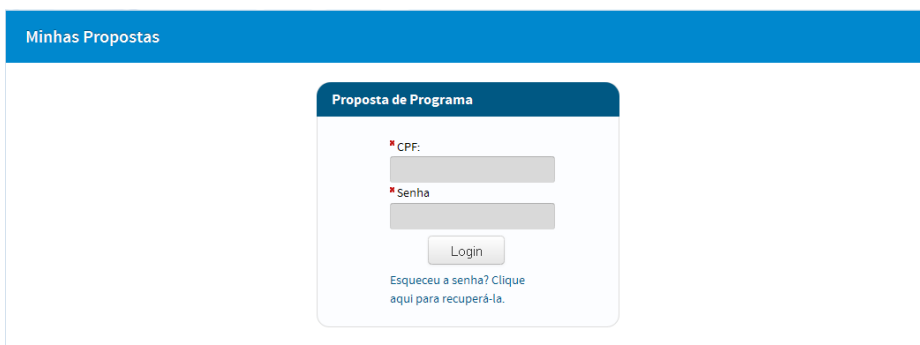 Minhas Propostas
Proposta de Programa
CPF:
Senha
Login
Esqueceu a senha? Clique
aqui para recuperá-la.